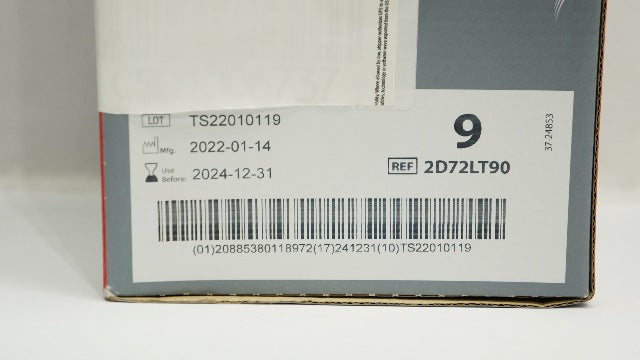 LOT TS22010119
Mfg. 2022-01-14
Use Before: 2024-12-31
9
REF 2D72LT90
37 24853
(01)20885380118972(17)241231(10)TS22010119